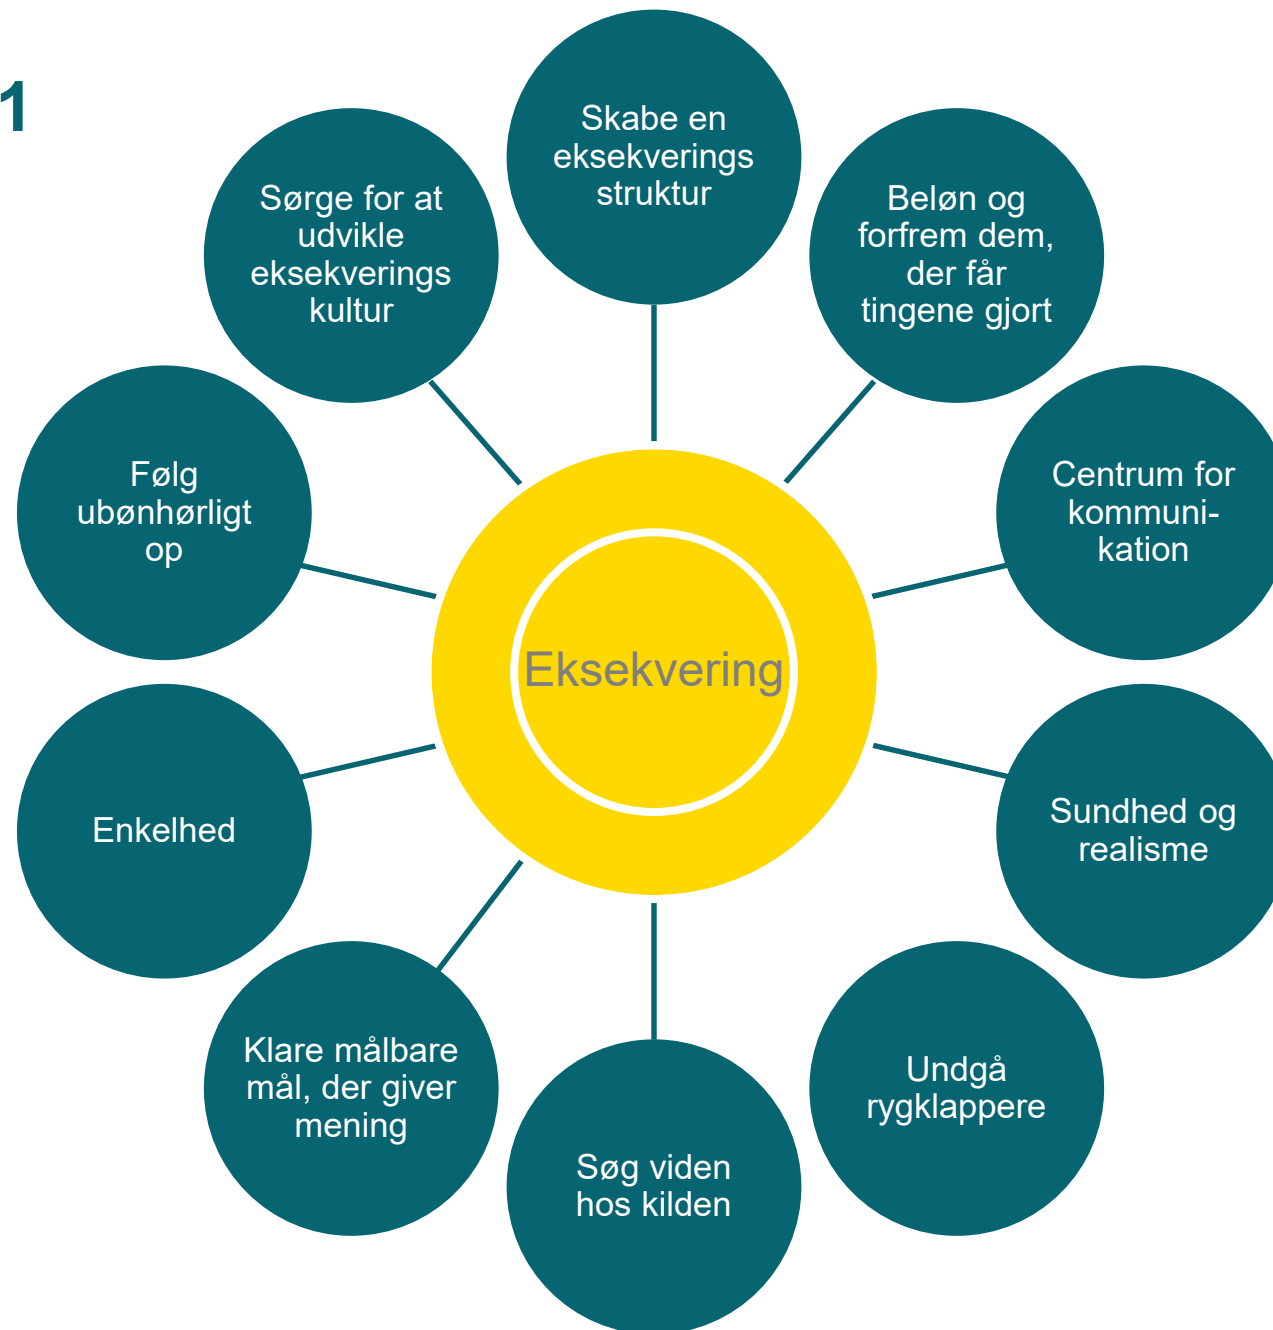 1
Skabe en
eksekverings
struktur
Beløn og
forfrem dem,
der får
tingene gjort
Centrum for
kommuni-
kation
Sundhed og
realisme
Undgå
rygklappere
Søg viden
hos kilden
Klare målbare
mål, der giver
mening
Enkelhed
Følg
ubønhørligt
op
Sørge for at
udvikle
eksekverings
kultur
Eksekvering